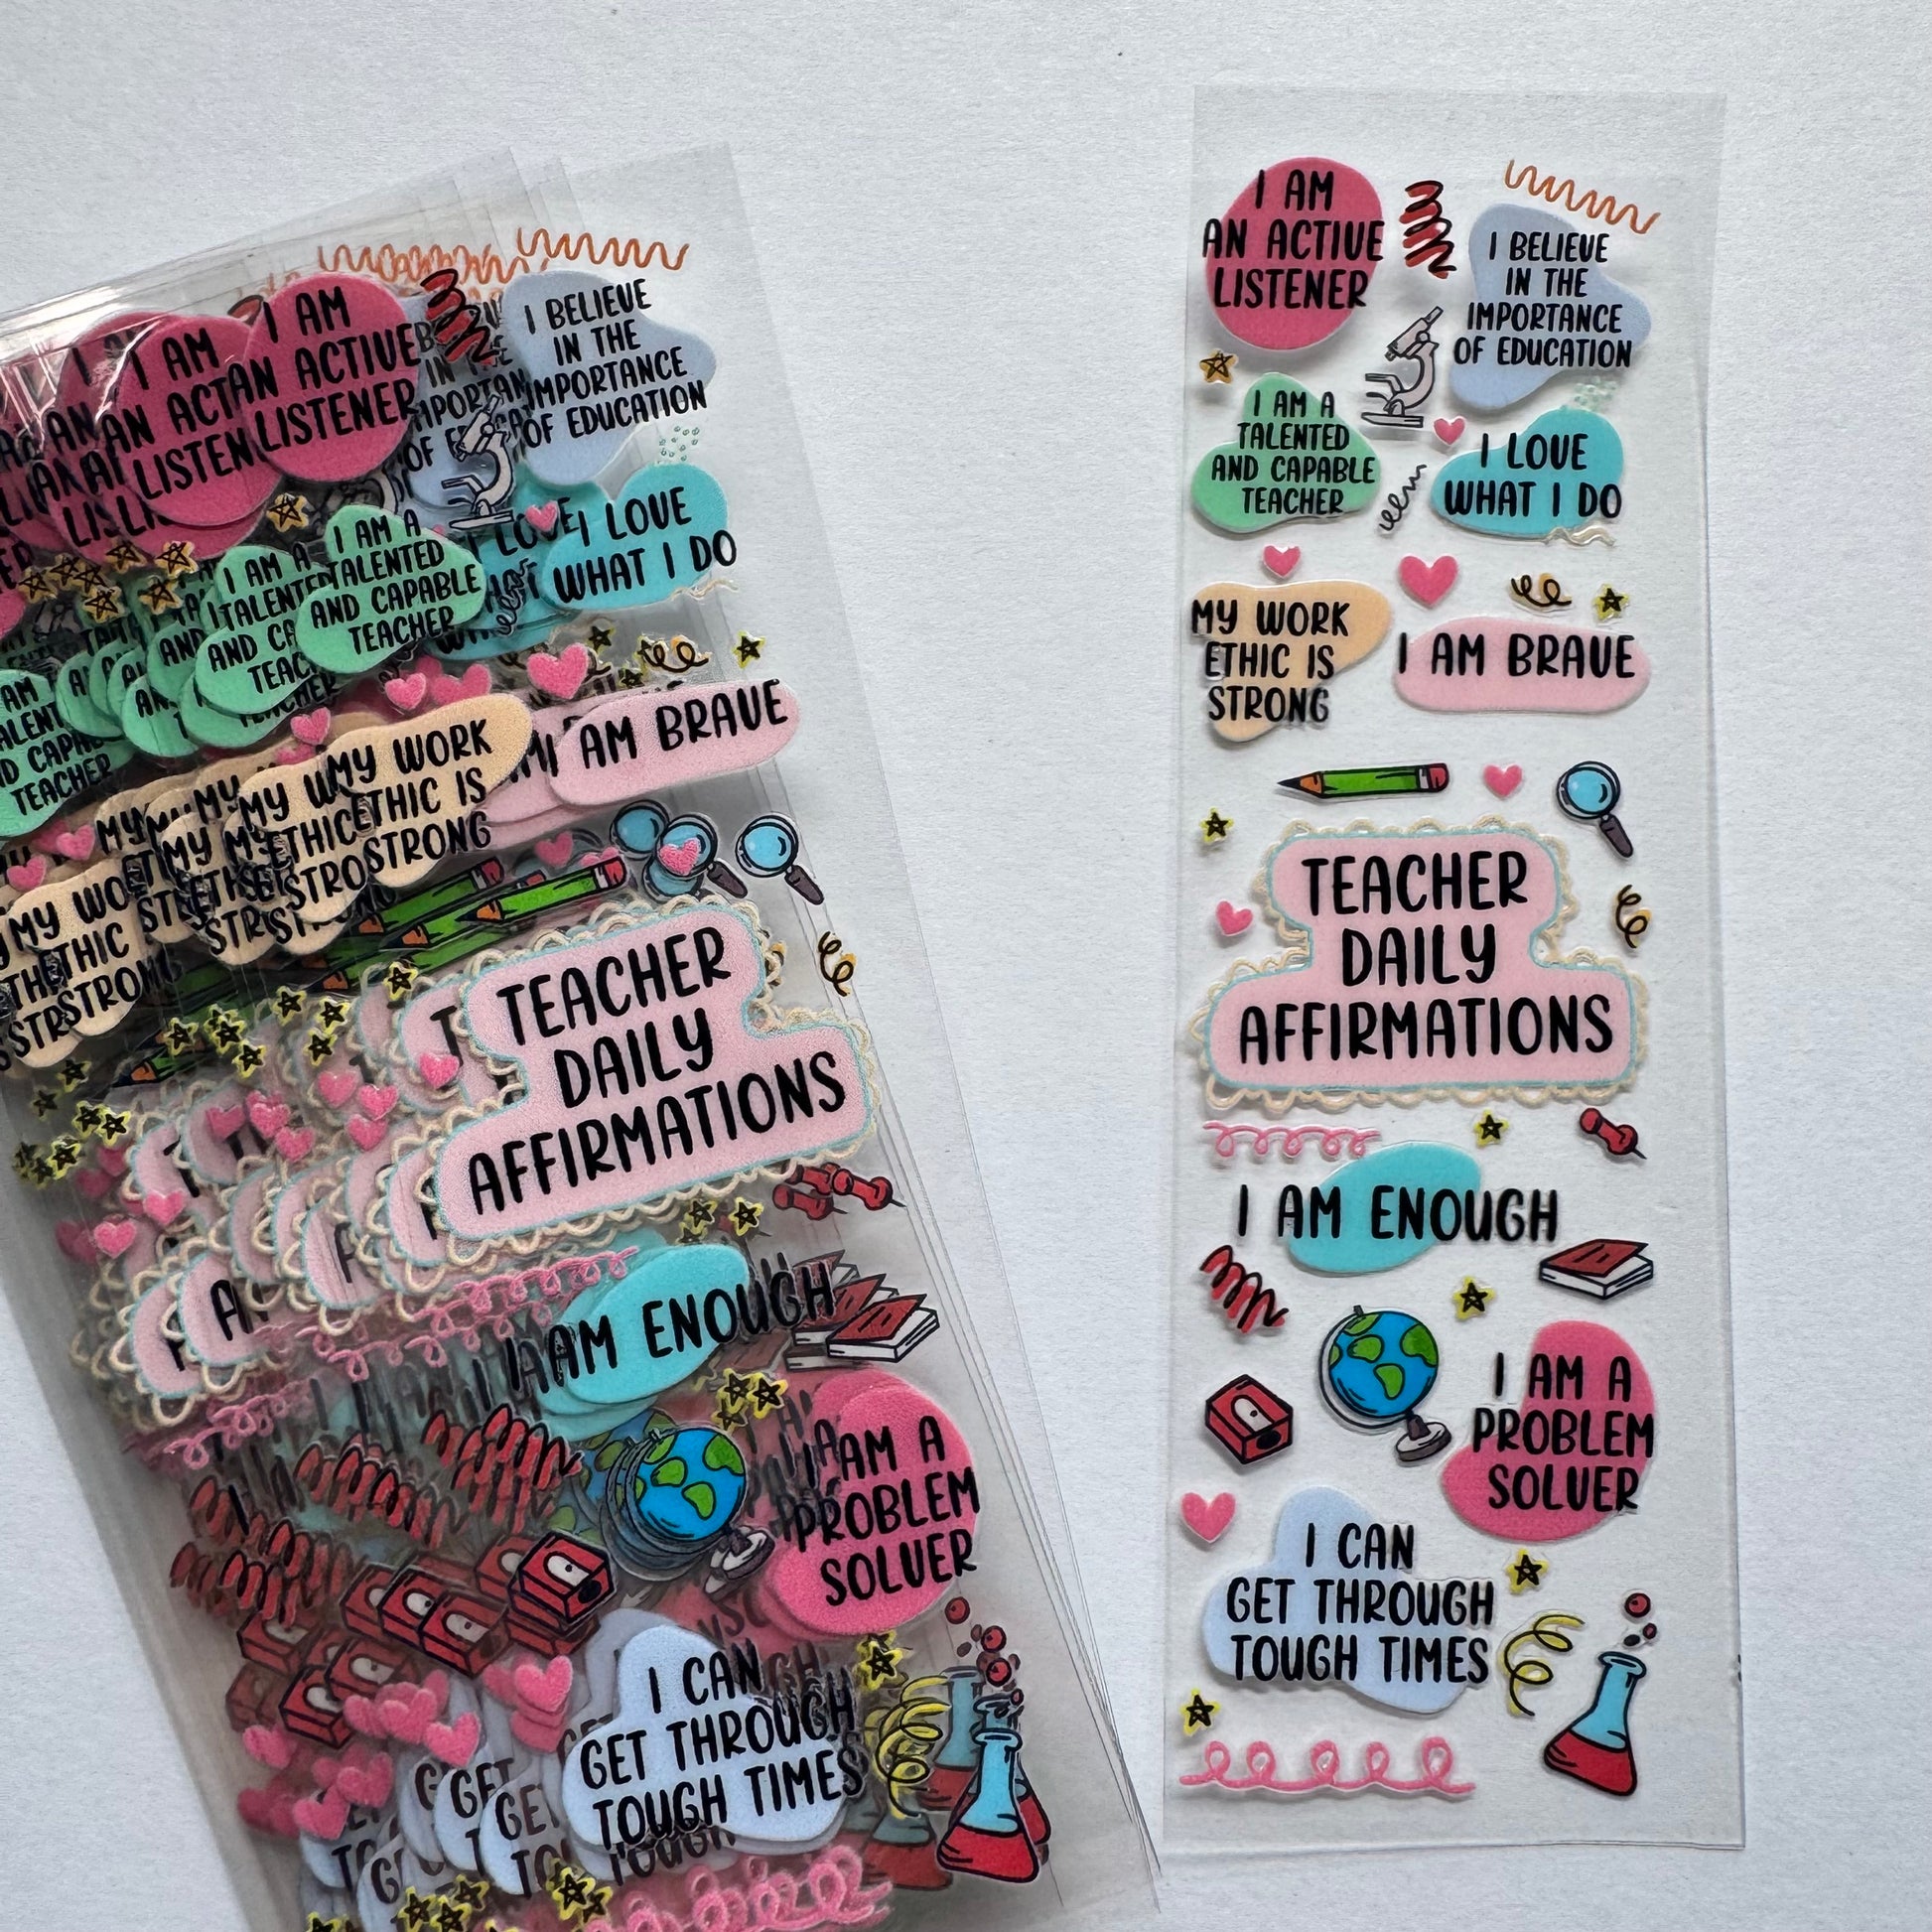 I AM
AN ACTIVE
LISTENER
I BELIEVE
IN THE
IMPORTANCE
OF EDUCATION
I AM A
TALENTED
AND CAPABLE
TEACHER
I LOVE
WHAT I DO
MY WORK
ETHIC IS
STRONG
I AM BRAVE
TEACHER
DAILY
AFFIRMATIONS
I AM ENOUGH
I AM A
PROBLEM
SOLVER
I CAN
GET THROUGH
TOUGH TIMES
I AM
AN ACTIVE
LISTENER
I BELIEVE
IN THE
IMPORTANCE
OF EDUCATION
I AM A
TALENTED
AND CAPABLE
TEACHER
I LOVE
WHAT I DO
MY WORK
ETHIC IS
STRONG
I AM BRAVE
TEACHER
DAILY
AFFIRMATIONS
I AM ENOUGH
I AM A
PROBLEM
SOLVER
I CAN
GET THROUGH
TOUGH TIMES